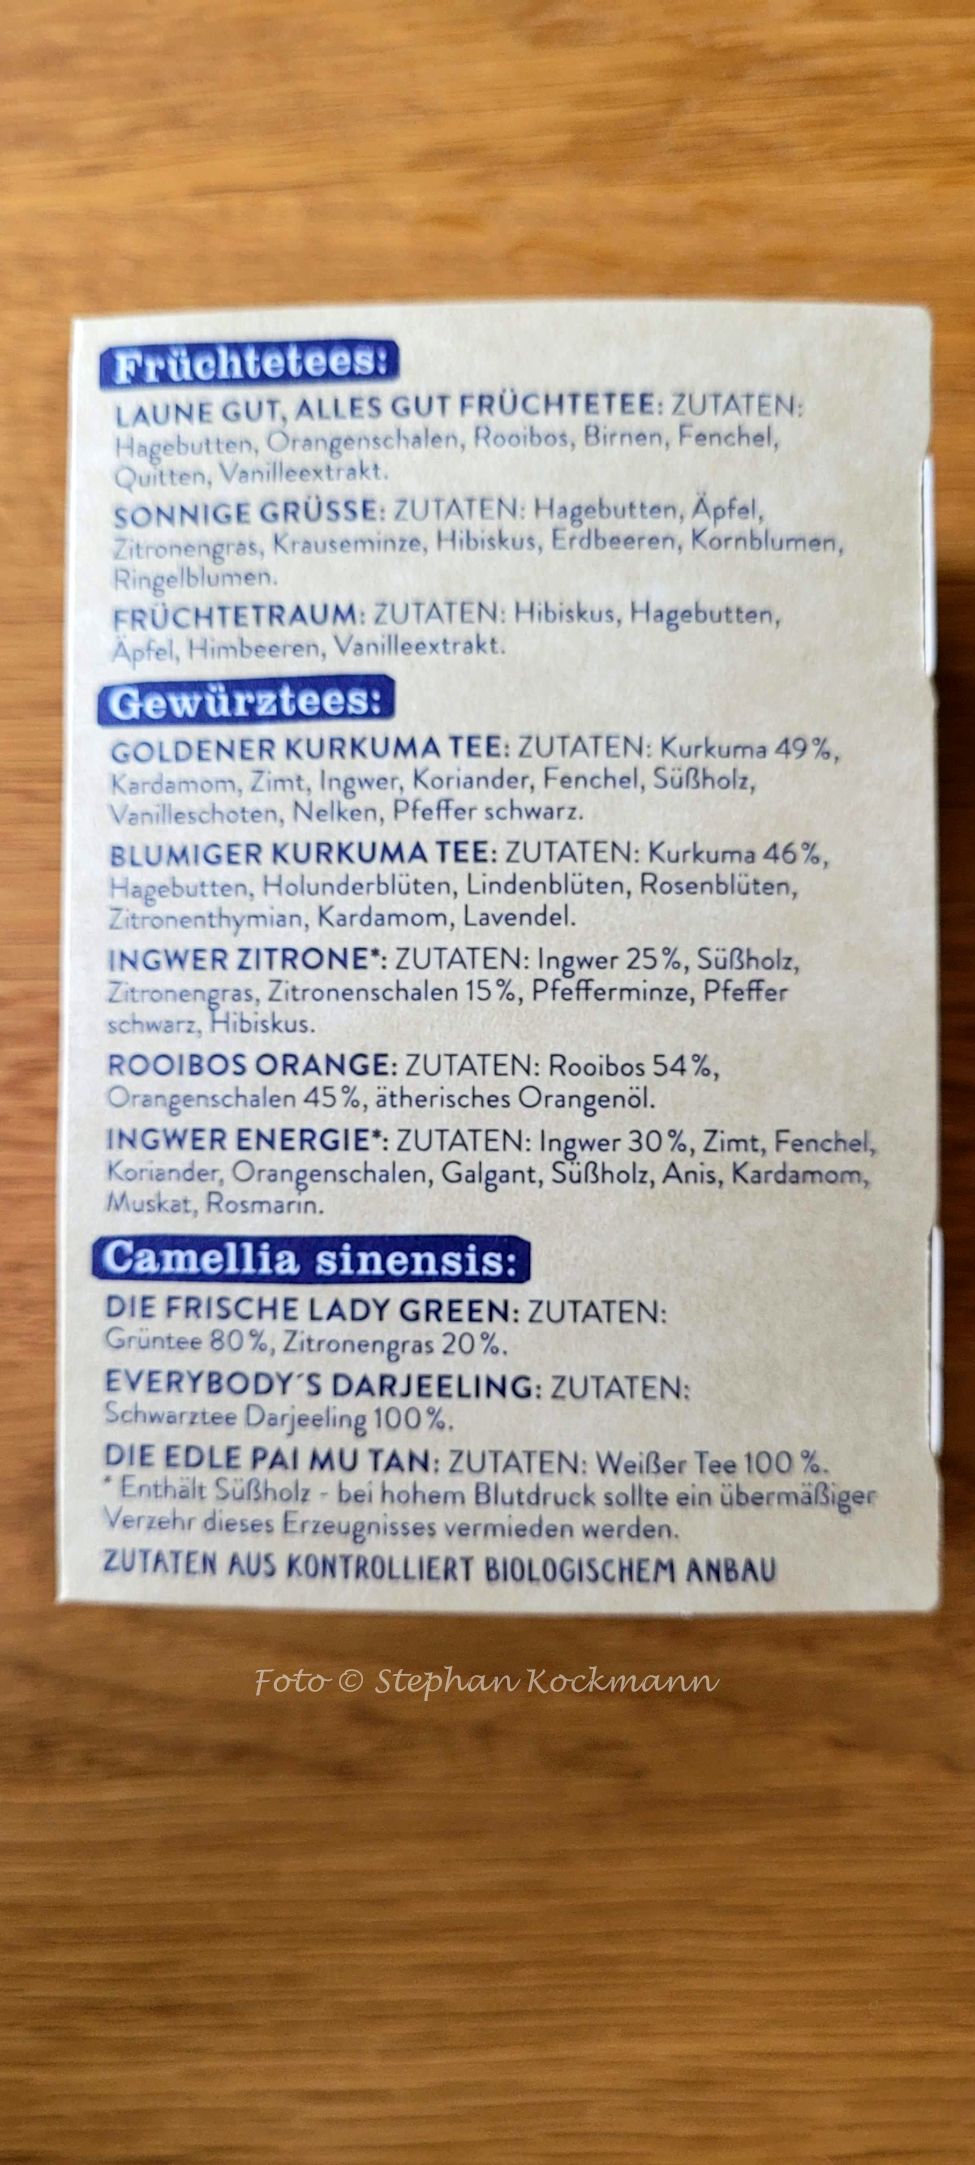 Früchtetees:
LAUNE GUT, ALLES GUT FRÜCHTETEE: ZUTATEN:
Hagebutten, Orangenschalen, Rooibos, Birnen, Fenchel,
Quitten, Vanilleextrakt.
SONNIGE GRÜSSE: ZUTATEN: Hagebutten, Äpfel,
Zitronengras, Krauseminze, Hibiskus, Erdbeeren, Kornblumen,
Ringelblumen.
FRÜCHTETRAUM: ZUTATEN: Hibiskus, Hagebutten,
Äpfel, Himbeeren, Vanilleextrakt.
Gewürztees:
GOLDENER KURKUMA TEE: ZUTATEN: Kurkuma 49%,
Kardamom, Zimt, Ingwer, Koriander, Fenchel, Süßholz,
Vanilleschoten, Nelken, Pfeffer schwarz.
BLUMIGER KURKUMA TEE: ZUTATEN: Kurkuma 46%,
Hagebutten, Holunderblüten, Lindenblüten, Rosenblüten,
Zitronenthymian, Kardamom, Lavendel.
INGWER ZITRONE*: ZUTATEN: Ingwer 25%, Süßholz,
Zitronengras, Zitronenschalen 15%, Pfefferminze, Pfeffer
schwarz, Hibiskus.
ROOIBOS ORANGE: ZUTATEN: Rooibos 54%,
Orangenschalen 45%, ätherisches Orangenöl.
INGWER ENERGIE*: ZUTATEN: Ingwer 30%, Zimt, Fenchel,
Koriander, Orangenschalen, Galgant, Süßholz, Anis, Kardamom,
Muskat, Rosmarin.
Camellia sinensis:
DIE FRISCHE LADY GREEN: ZUTATEN:
Grüntee 80%, Zitronengras 20%.
EVERYBODY´S DARJEELING: ZUTATEN:
Schwarztee Darjeeling 100%.
DIE EDLE PAI MU TAN: ZUTATEN: Weißer Tee 100 %.
* Enthält Süßholz - bei hohem Blutdruck sollte ein übermäßiger
Verzehr dieses Erzeugnisses vermieden werden.
ZUTATEN AUS KONTROLLIERT BIOLOGISCHEM ANBAU
Foto © Stephan Kockmann